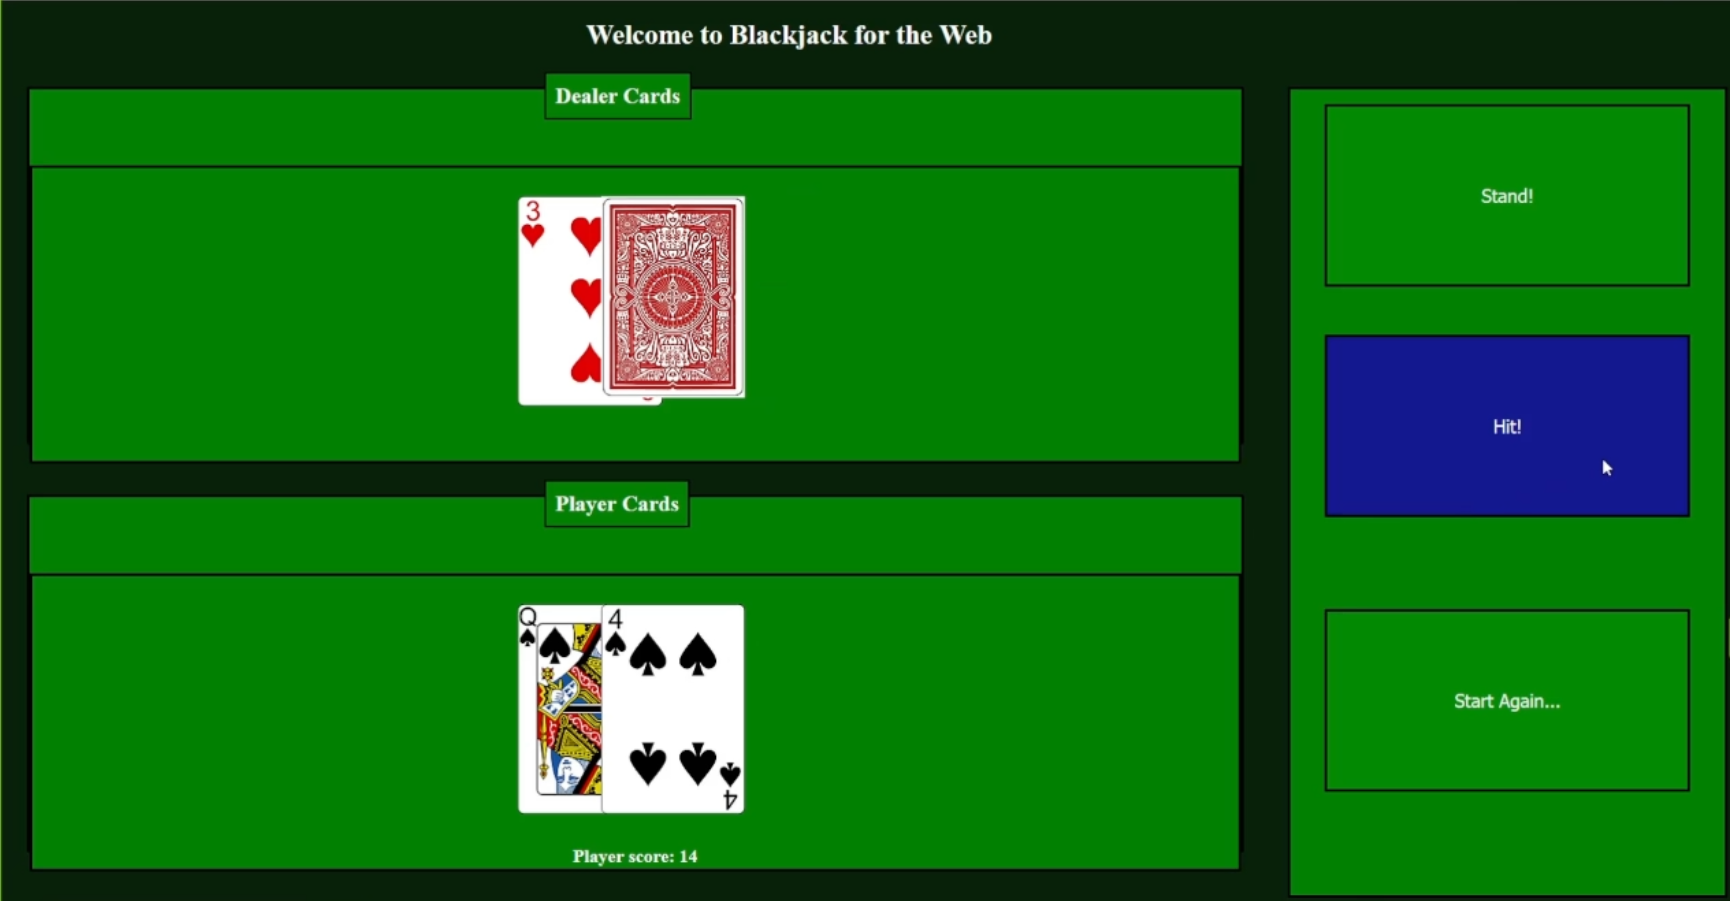 Welcome to Blackjack for the Web
Dealer Cards
3
Stand!
Hit!
Player Cards
Q
4
4
Player score: 14
Start Again...